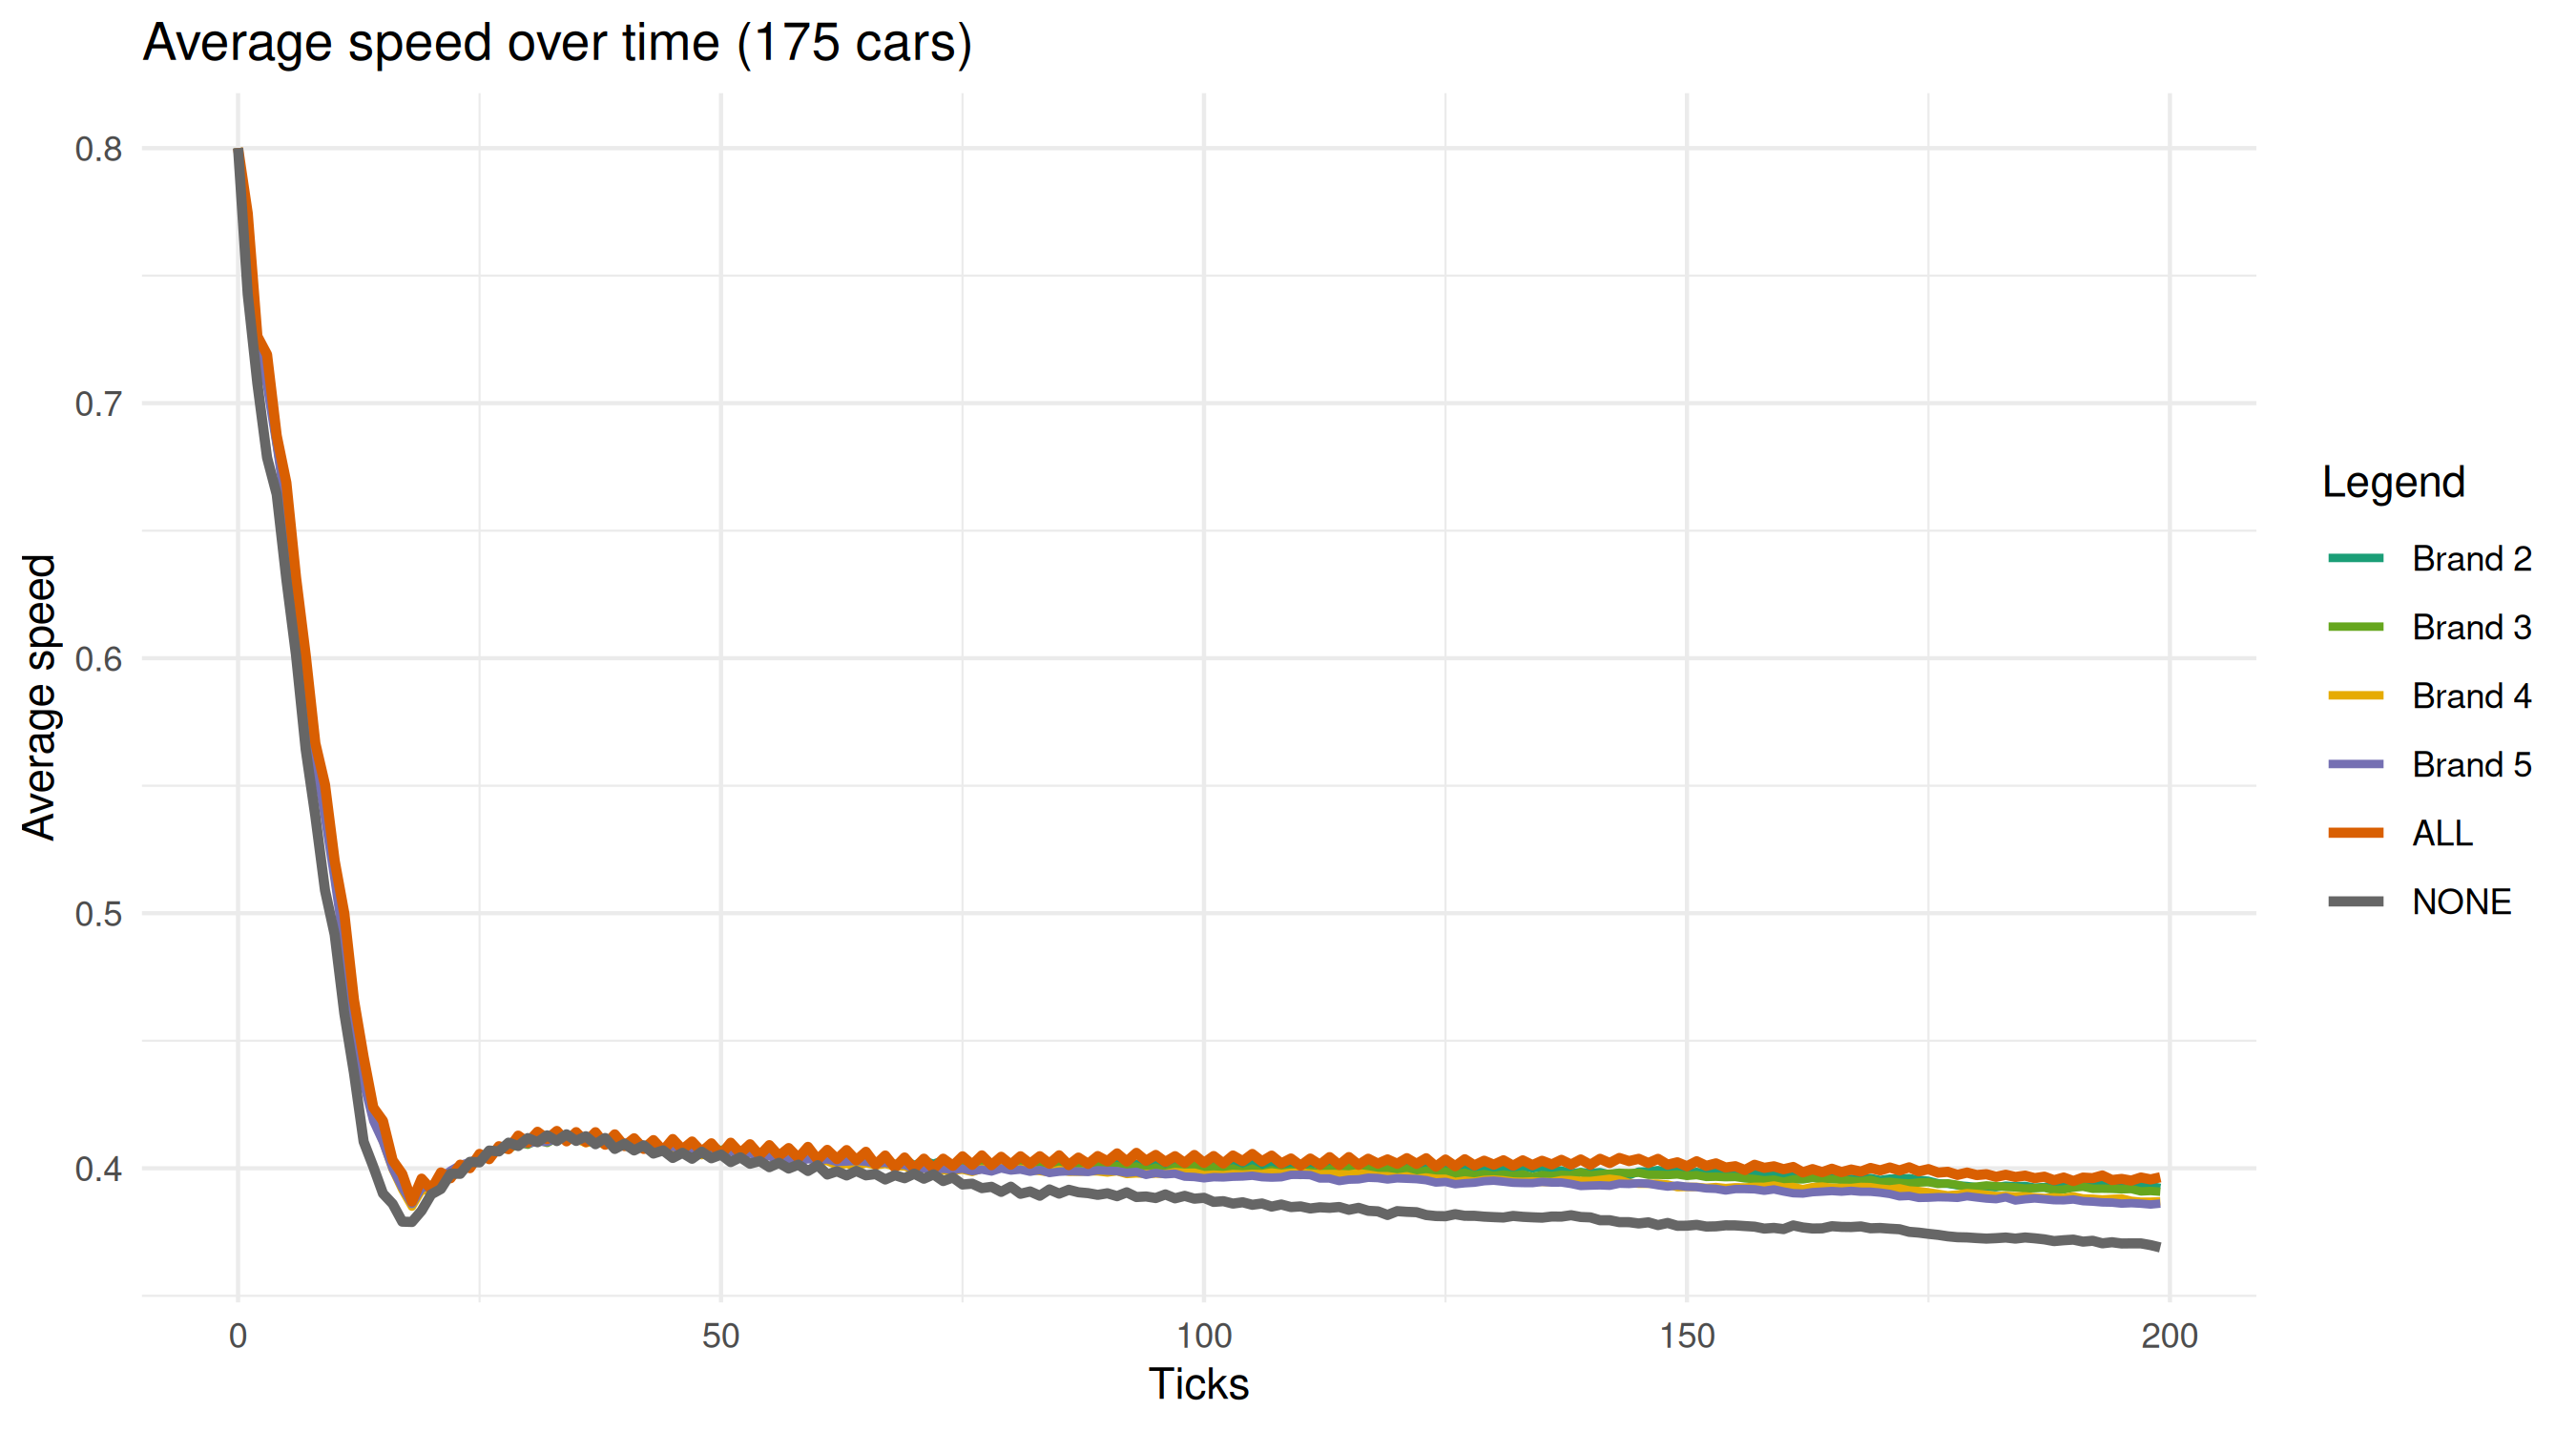 Average speed over time (175 cars)
0.8
0.7
0.6
0.5
0.4
Average speed
0
50
100
150
200
Ticks
Legend
Brand 2
Brand 3
Brand 4
Brand 5
ALL
NONE